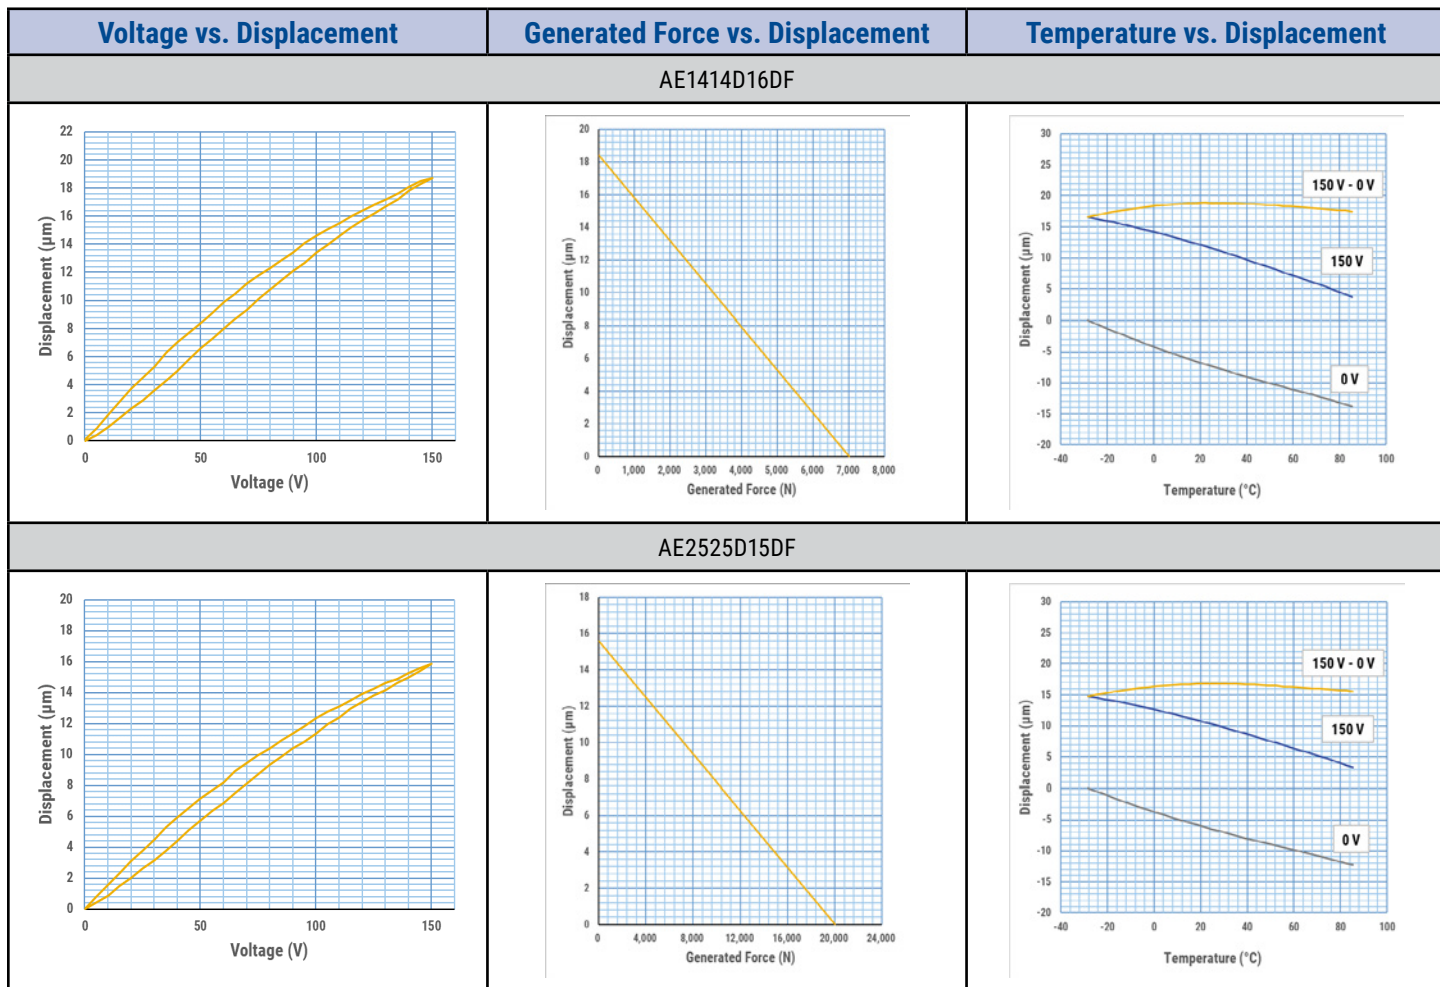 Voltage vs. Displacement
Generated Force vs. Displacement
Temperature vs. Displacement
AE1414D16DF
22
20
18
16
14
12
10
8
6
4
2
0
Displacement (µm)
0 50 100 150
Voltage (V)
20
18
16
14
12
10
8
6
4
2
0
Displacement (µm)
0 1,000 2,000 3,000 4,000 5,000 6,000 7,000 8,000
Generated Force (N)
30
25
20
15
10
5
0
-5
-10
-15
-20
Displacement (µm)
150 V - 0 V
150 V
0 V
-40 -20 0 20 40 60 80 100
Temperature (°C)
AE2525D15DF
20
18
16
14
12
10
8
6
4
2
0
Displacement (µm)
0 50 100 150
Voltage (V)
18
16
14
12
10
8
6
4
2
0
Displacement (µm)
0 4,000 8,000 12,000 16,000 20,000 24,000
Generated Force (N)
30
25
20
15
10
5
0
-5
-10
-15
-20
Displacement (µm)
150 V - 0 V
150 V
0 V
-40 -20 0 20 40 60 80 100
Temperature (°C)